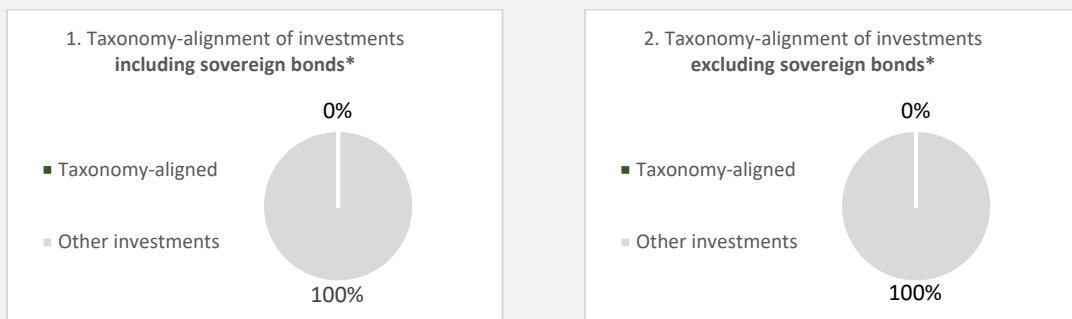 1. Taxonomy-alignment of investments
including sovereign bonds*
0%
Taxonomy-aligned
Other investments
100%
2. Taxonomy-alignment of investments
excluding sovereign bonds*
0%
Taxonomy-aligned
Other investments
100%